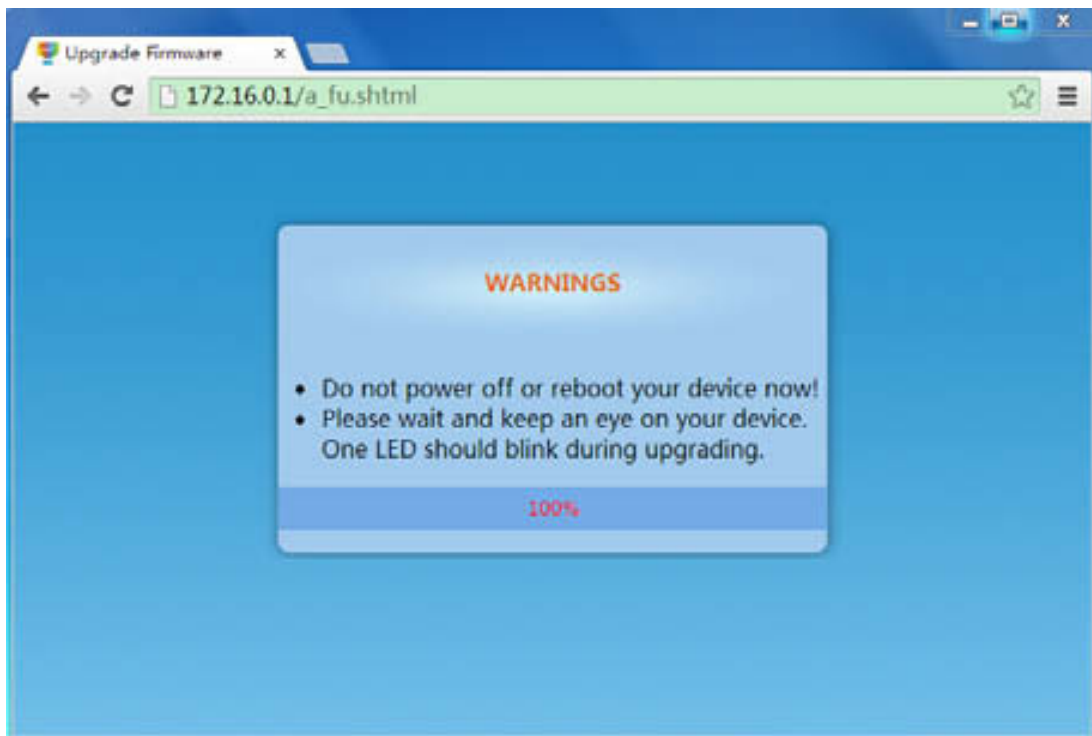 Upgrade Firmware
172.16.0.1/a_fu.shtml
WARNINGS
• Do not power off or reboot your device now!
• Please wait and keep an eye on your device.
One LED should blink during upgrading.
100%